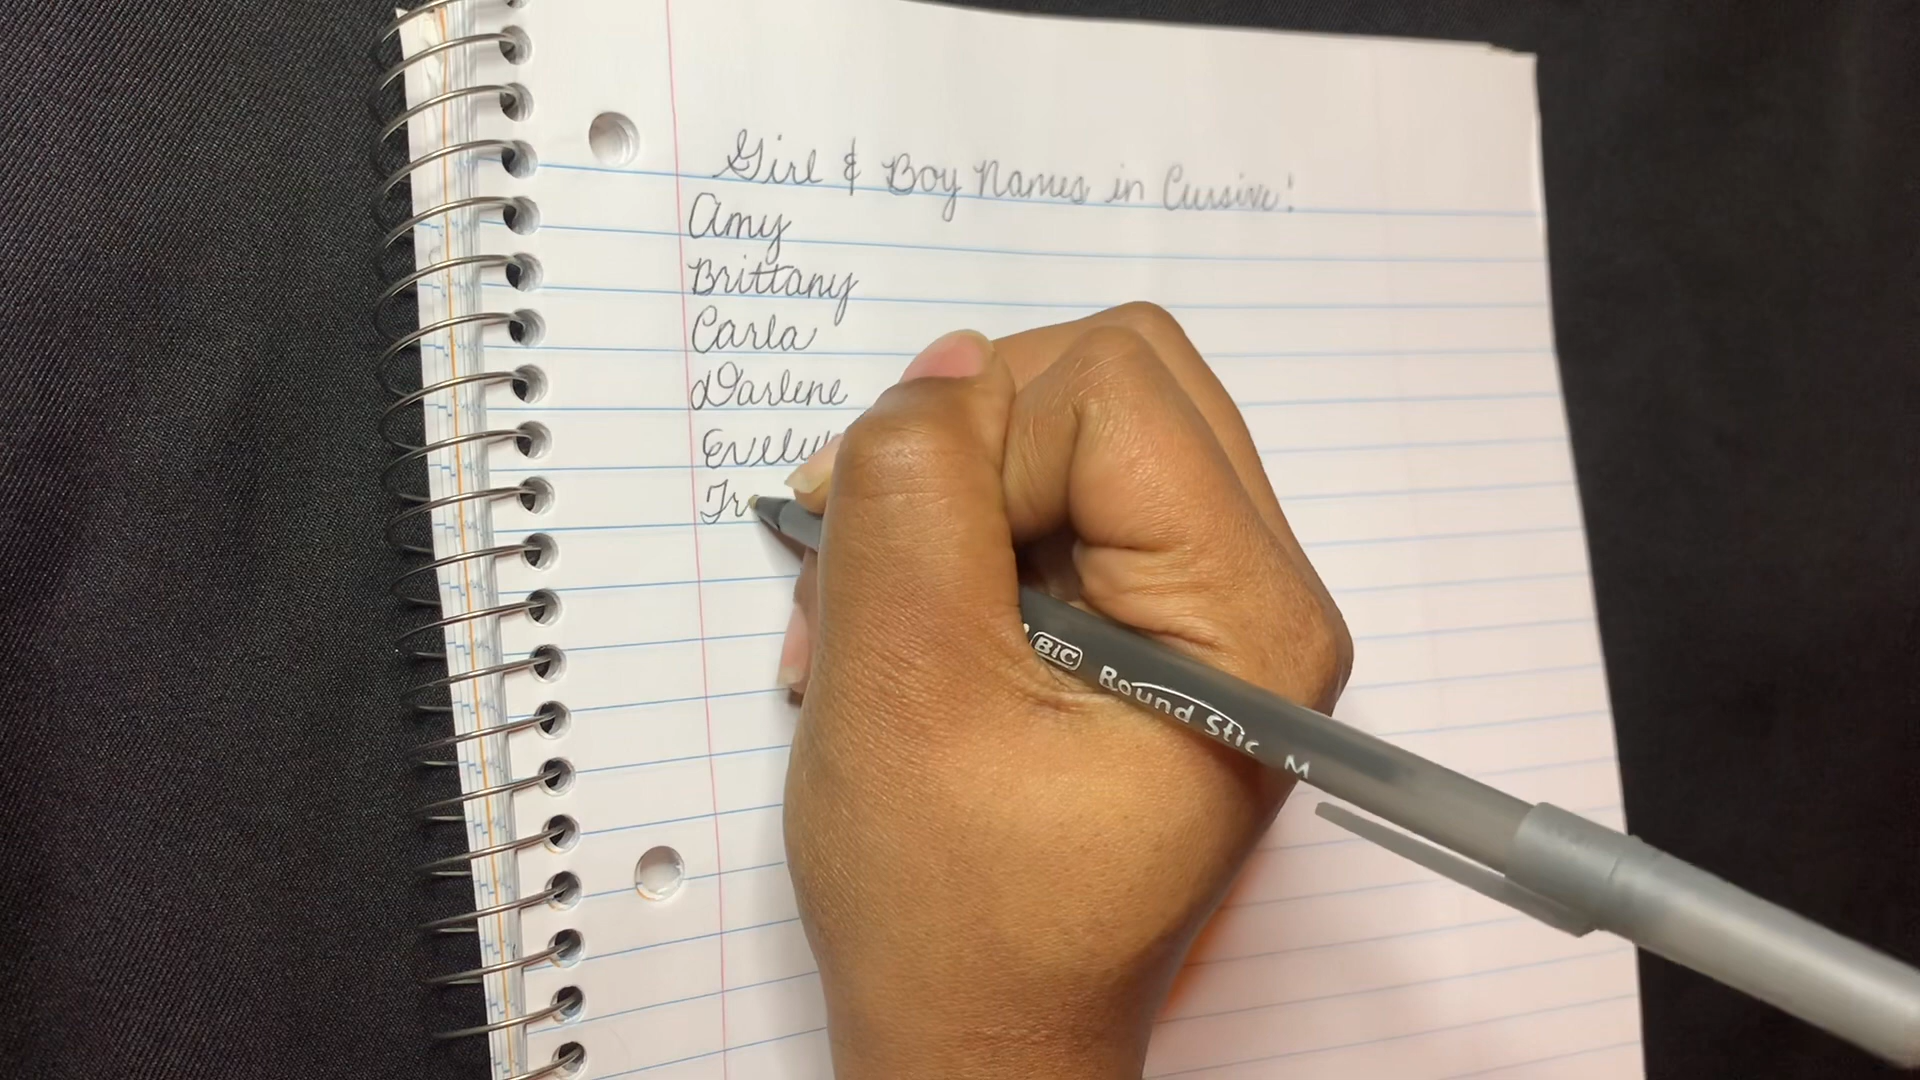 Girl & Boy Names in Cursive!
Amy
Brittany
Carla
Darlene
BIC Round Stic M